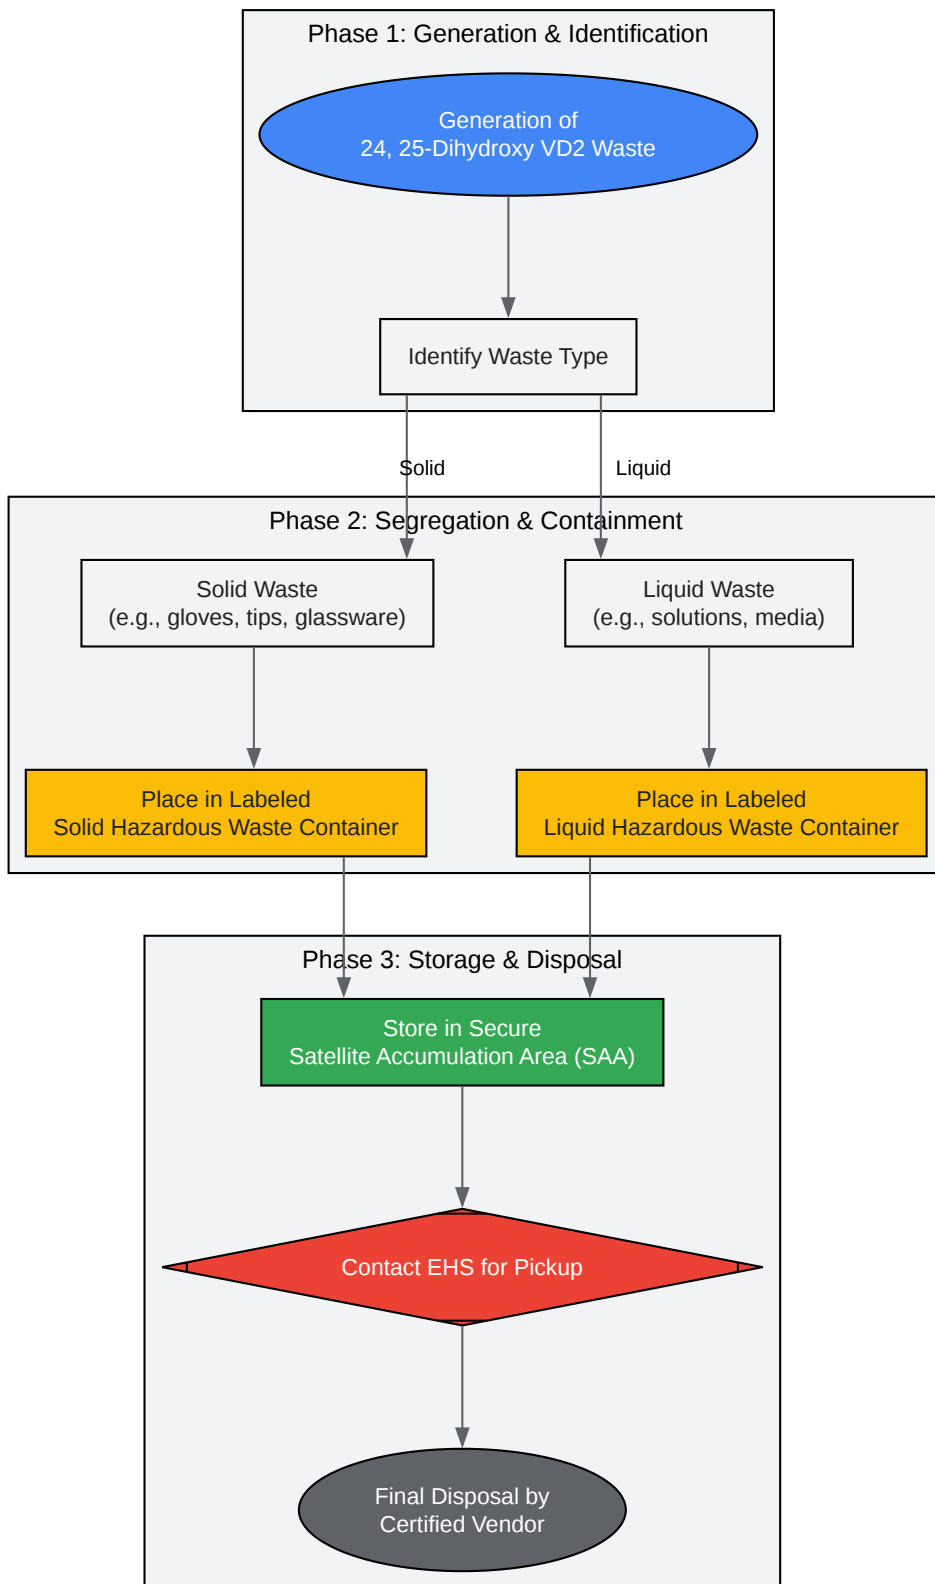 Phase 1: Generation & Identification
Generation of
24, 25-Dihydroxy VD2 Waste
Identify Waste Type
Solid
Liquid
Phase 2: Segregation & Containment
Solid Waste
(e.g., gloves, tips, glassware)
Liquid Waste
(e.g., solutions, media)
Place in Labeled
Solid Hazardous Waste Container
Place in Labeled
Liquid Hazardous Waste Container
Phase 3: Storage & Disposal
Store in Secure
Satellite Accumulation Area (SAA)
Contact EHS for Pickup
Final Disposal by
Certified Vendor